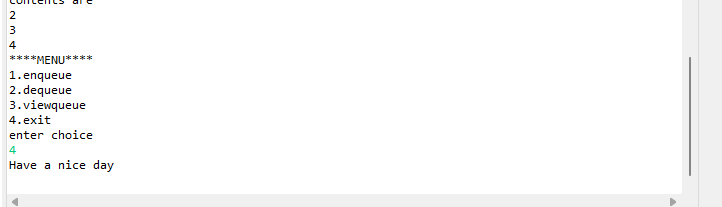 contents are
2
3
4
****MENU****
1.enqueue
2.dequeue
3.viewqueue
4.exit
enter choice
4
Have a nice day